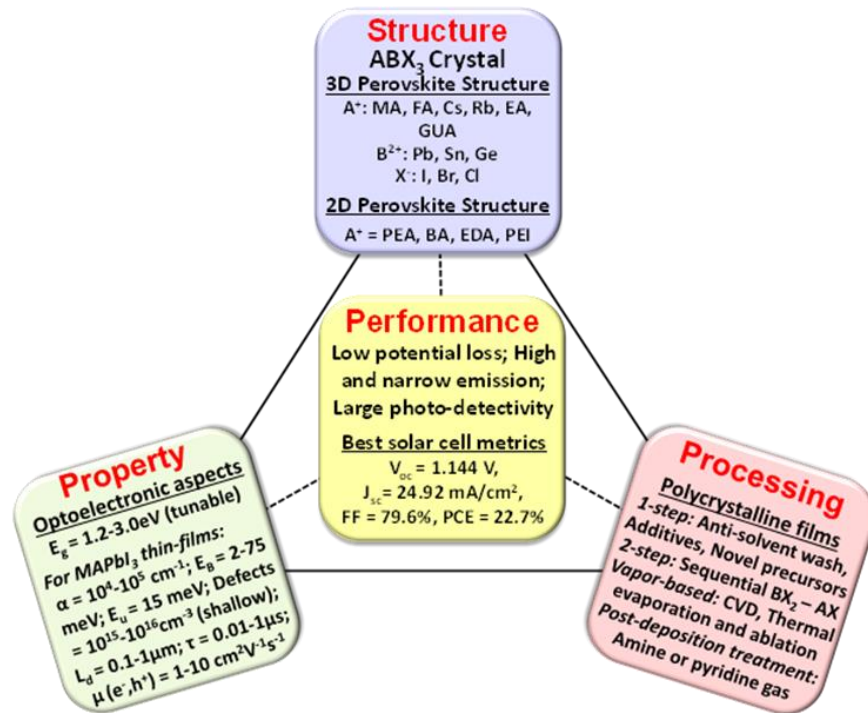 Structure
ABX₃ Crystal
3D Perovskite Structure
A⁺: MA, FA, Cs, Rb, EA,
GUA
B²⁺: Pb, Sn, Ge
X⁻: I, Br, Cl
2D Perovskite Structure
A⁺ = PEA, BA, EDA, PEI
Performance
Low potential loss; High
and narrow emission;
Large photo-detectivity
Best solar cell metrics
V_oc = 1.144 V,
J_sc = 24.92 mA/cm²,
FF = 79.6%, PCE = 22.7%
Property
Optoelectronic aspects
E_g = 1.2-3.0eV (tunable)
For MAPbI₃ thin-films:
α = 10⁴-10⁵ cm⁻¹; E_B = 2-75
meV; E_u = 15 meV; Defects
= 10¹⁵-10¹⁶cm⁻³ (shallow);
L_d = 0.1-1μm; τ = 0.01-1μs;
μ (e⁻,h⁺) = 1-10 cm²V⁻¹s⁻¹
Processing
Polycrystalline films
1-step: Anti-solvent wash,
Additives, Novel precursors
2-step: Sequential BX₂ – AX
Vapor-based: CVD, Thermal
evaporation and ablation
Post-deposition treatment:
Amine or pyridine gas